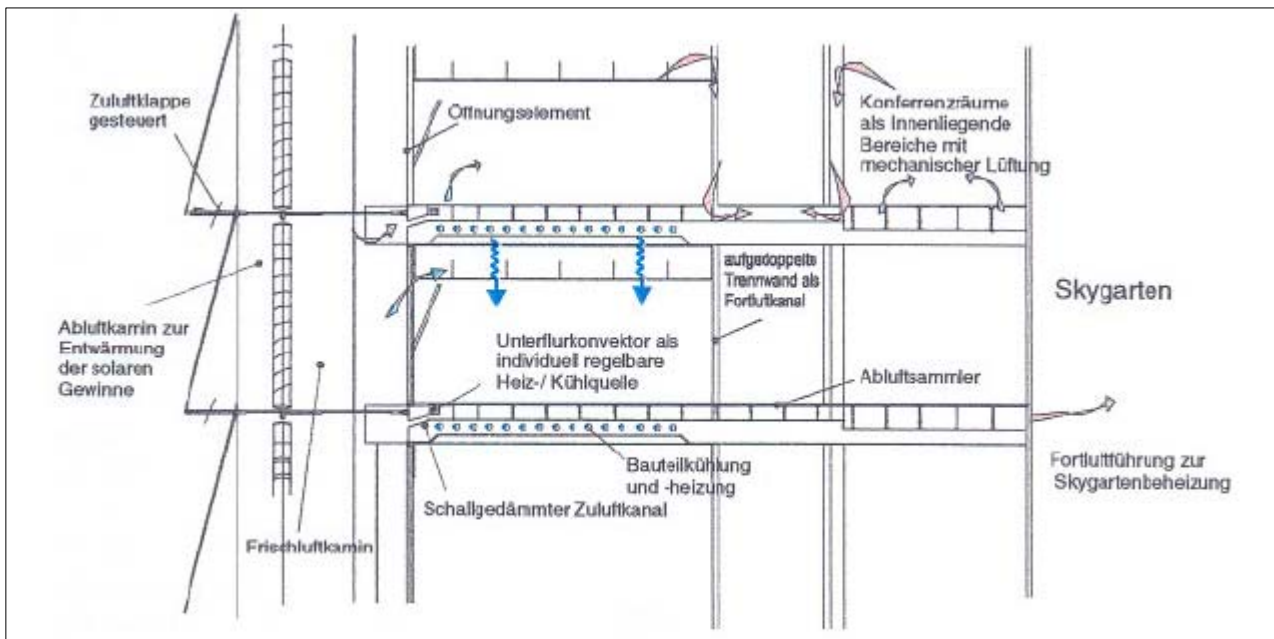 Zuluftklappe
gesteuert
Öffnungselement
Konferrenzräume
als Innenliegende
Bereiche mit
mechanischer Lüftung
aufgedoppelte
Trennwand als
Fortluftkanal
Skygarten
Abluftkamin zur
Entwärmung
der solaren
Gewinne
Unterflurkonvektor als
individuell regelbare
Heiz-/ Kühlquelle
Abluftsammler
Bauteilkühlung
und -heizung
Schallgedämmter Zuluftkanal
Fortluftführung zur
Skygartenbeheizung
Frischluftkamin